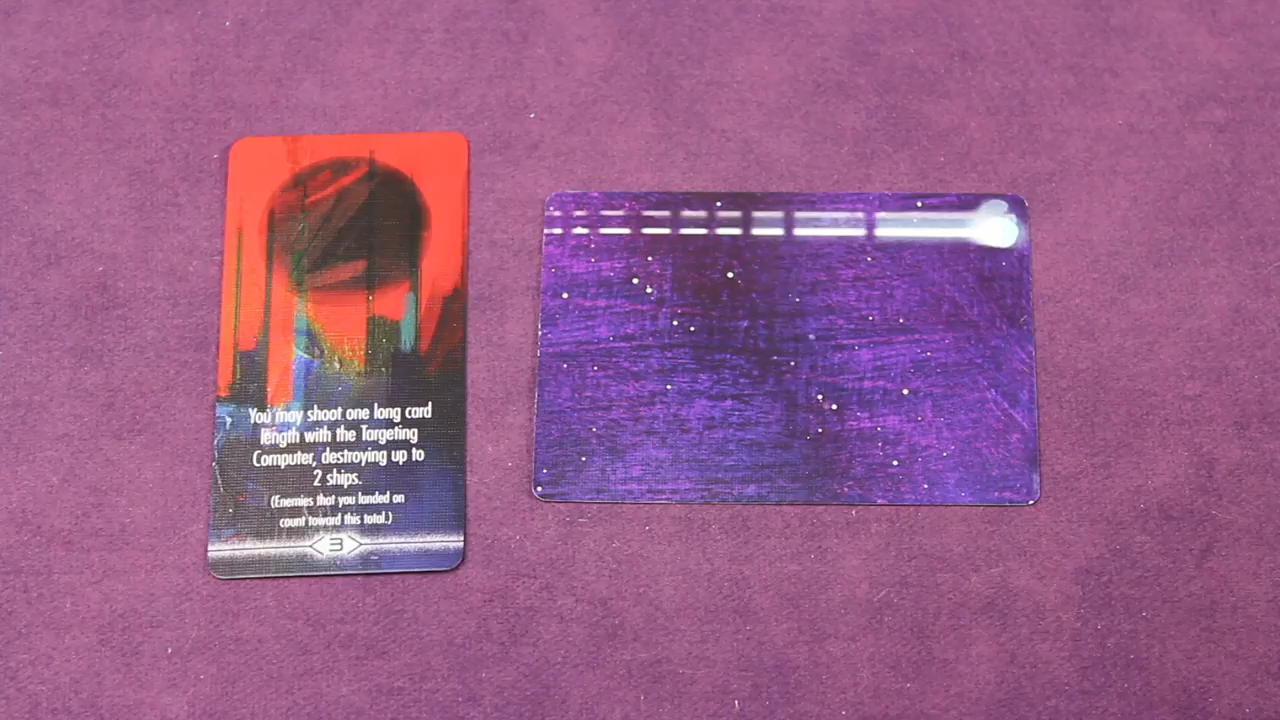 You may shoot one long card
length with the Targeting
Computer, destroying up to
2 ships.
(Enemies that you landed on
count toward this total.)
3